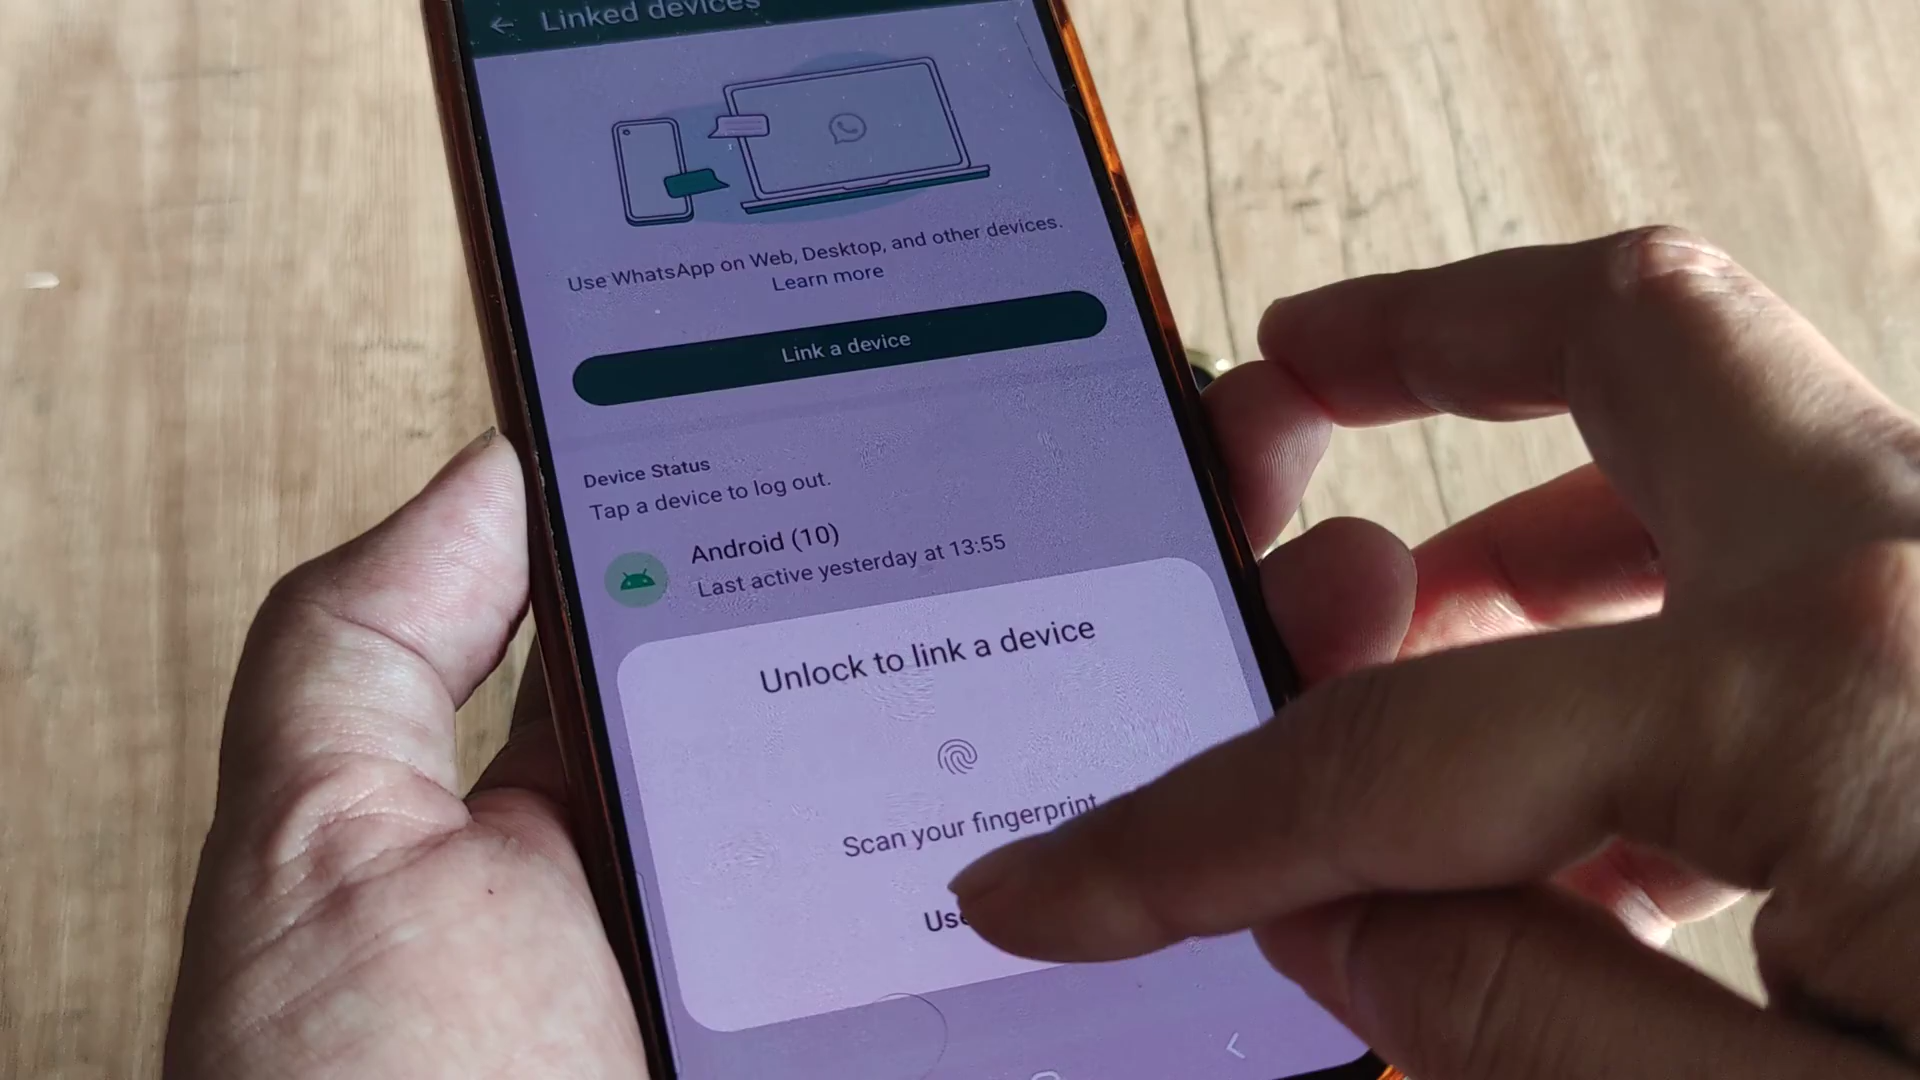 Linked devices
Use WhatsApp on Web, Desktop, and other devices.
Learn more
Link a device
Device Status
Tap a device to log out.
Android (10)
Last active yesterday at 13:55
Unlock to link a device
Scan your fingerprint
Use